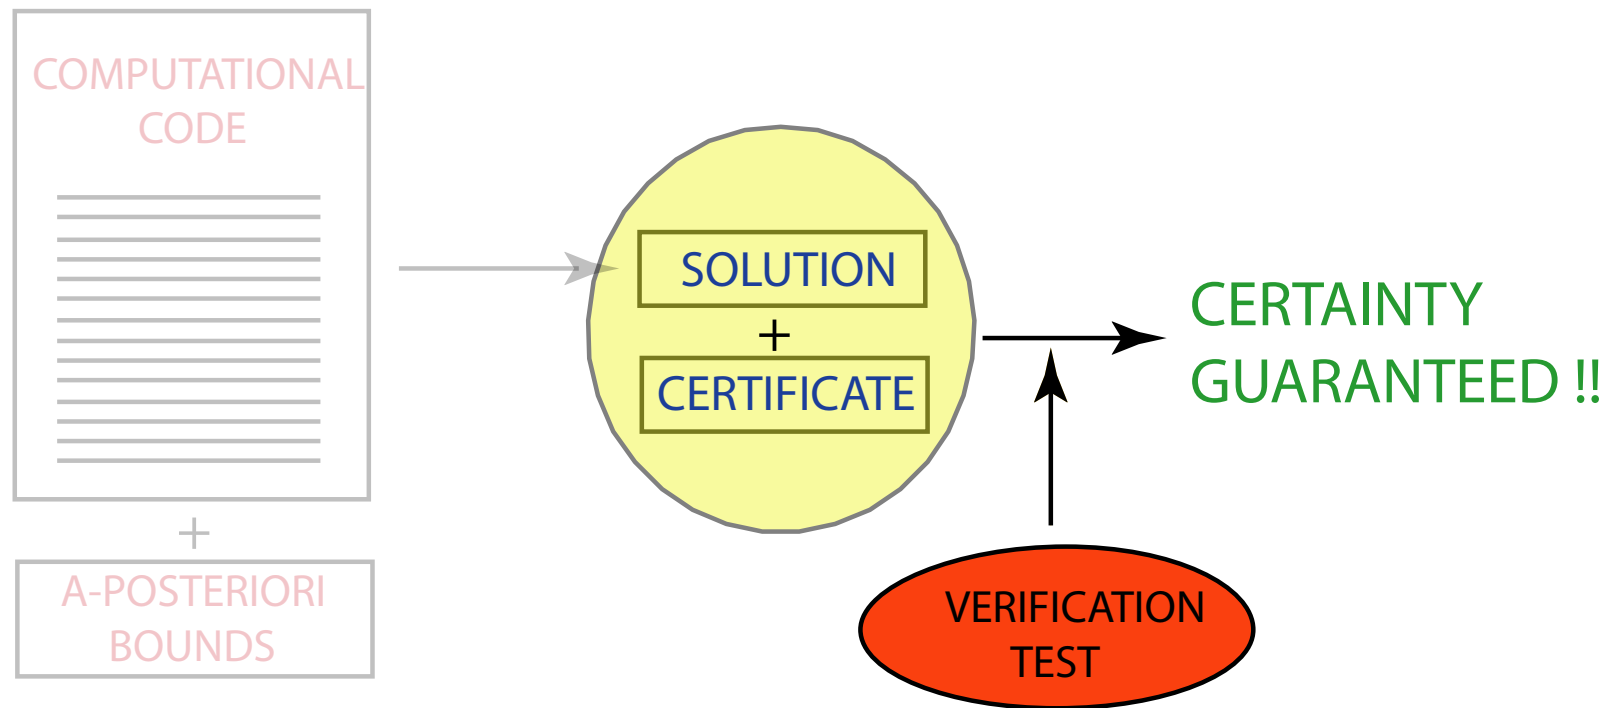 COMPUTATIONAL
CODE
+
A-POSTERIORI
BOUNDS
SOLUTION
+
CERTIFICATE
CERTAINTY
GUARANTEED !!
VERIFICATION
TEST